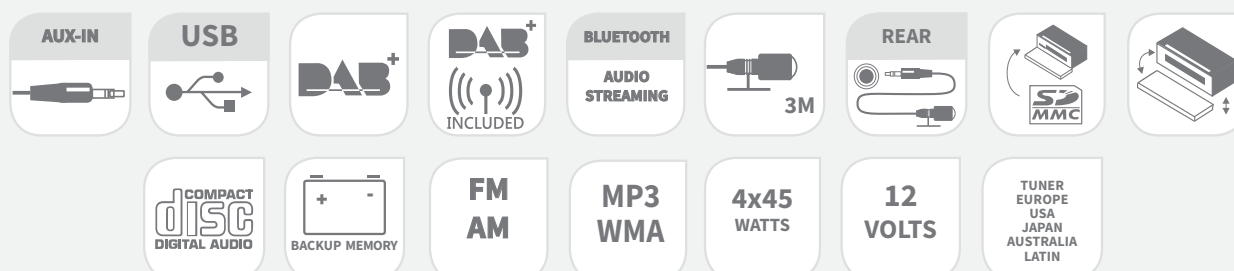 AUX-IN
USB
DAB+
DAB+
INCLUDED
BLUETOOTH
AUDIO
STREAMING
3M
REAR
SD
MMC
COMPACT
disc
DIGITAL AUDIO
+ -
BACKUP MEMORY
FM
AM
MP3
WMA
4x45
WATTS
12
VOLTS
TUNER
EUROPE
USA
JAPAN
AUSTRALIA
LATIN